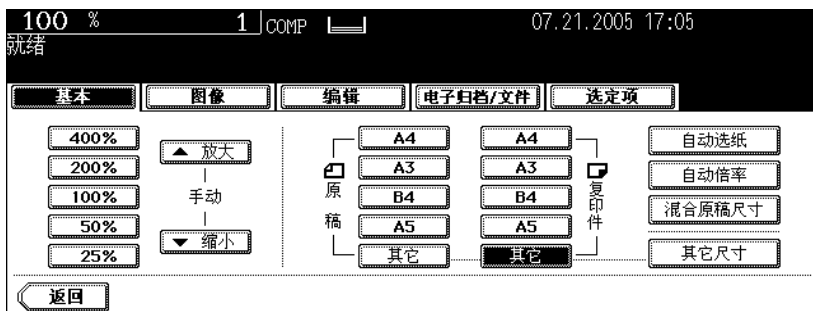 100 % 1 COMP 07.21.2005 17:05
就绪
基本 图像 编辑 电子归档/文件 选定项
400% ▲ 放大 A4 A4 自动选纸
200% A3 A3 自动倍率
100% 手动 原稿 B4 B4 复印件 混合原稿尺寸
50% ▼ 缩小 A5 A5
25% 其它 其它 其它尺寸
返回